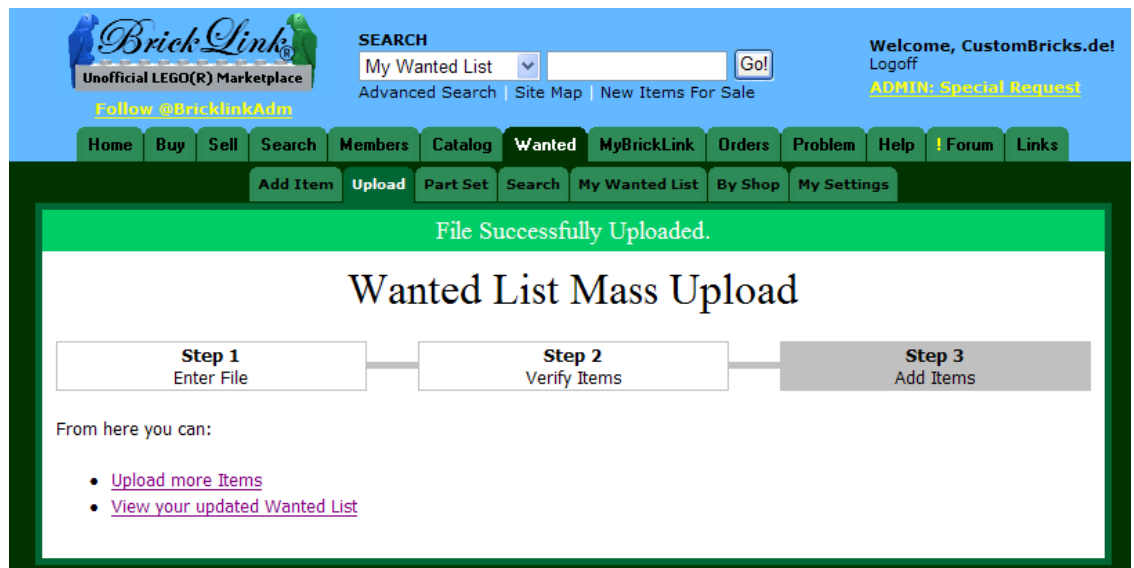 BrickLink®
Unofficial LEGO(R) Marketplace
Follow @BricklinkAdm
SEARCH
My Wanted List Go!
Advanced Search | Site Map | New Items For Sale
Welcome, CustomBricks.de!
Logoff
ADMIN: Special Request
Home Buy Sell Search Members Catalog Wanted MyBrickLink Orders Problem Help ! Forum Links
Add Item Upload Part Set Search My Wanted List By Shop My Settings
File Successfully Uploaded.
Wanted List Mass Upload
Step 1 Step 2 Step 3
Enter File Verify Items Add Items
From here you can:
• Upload more Items
• View your updated Wanted List